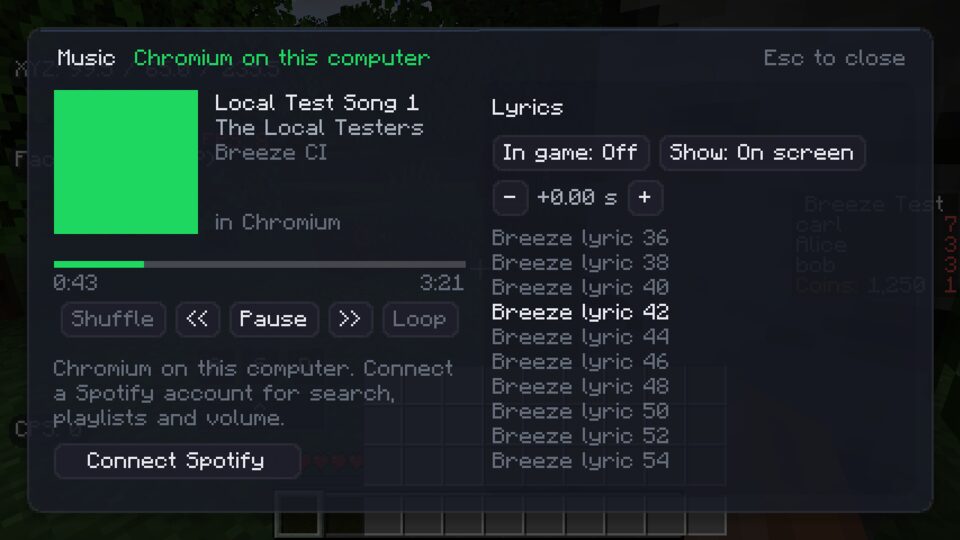 Music Chromium on this computer
Esc to close
Local Test Song 1
The Local Testers
Breeze CI
in Chromium
0:43
3:21
Shuffle
<<
Pause
>>
Loop
Chromium on this computer. Connect
a Spotify account for search,
playlists and volume.
Connect Spotify
Lyrics
In game: Off
Show: On screen
- +0.00 s +
Breeze lyric 36
Breeze lyric 38
Breeze lyric 40
Breeze lyric 42
Breeze lyric 44
Breeze lyric 46
Breeze lyric 48
Breeze lyric 50
Breeze lyric 52
Breeze lyric 54
Breeze Test
carl 7
Alice 3
bob 3
Coins: 1,250 1